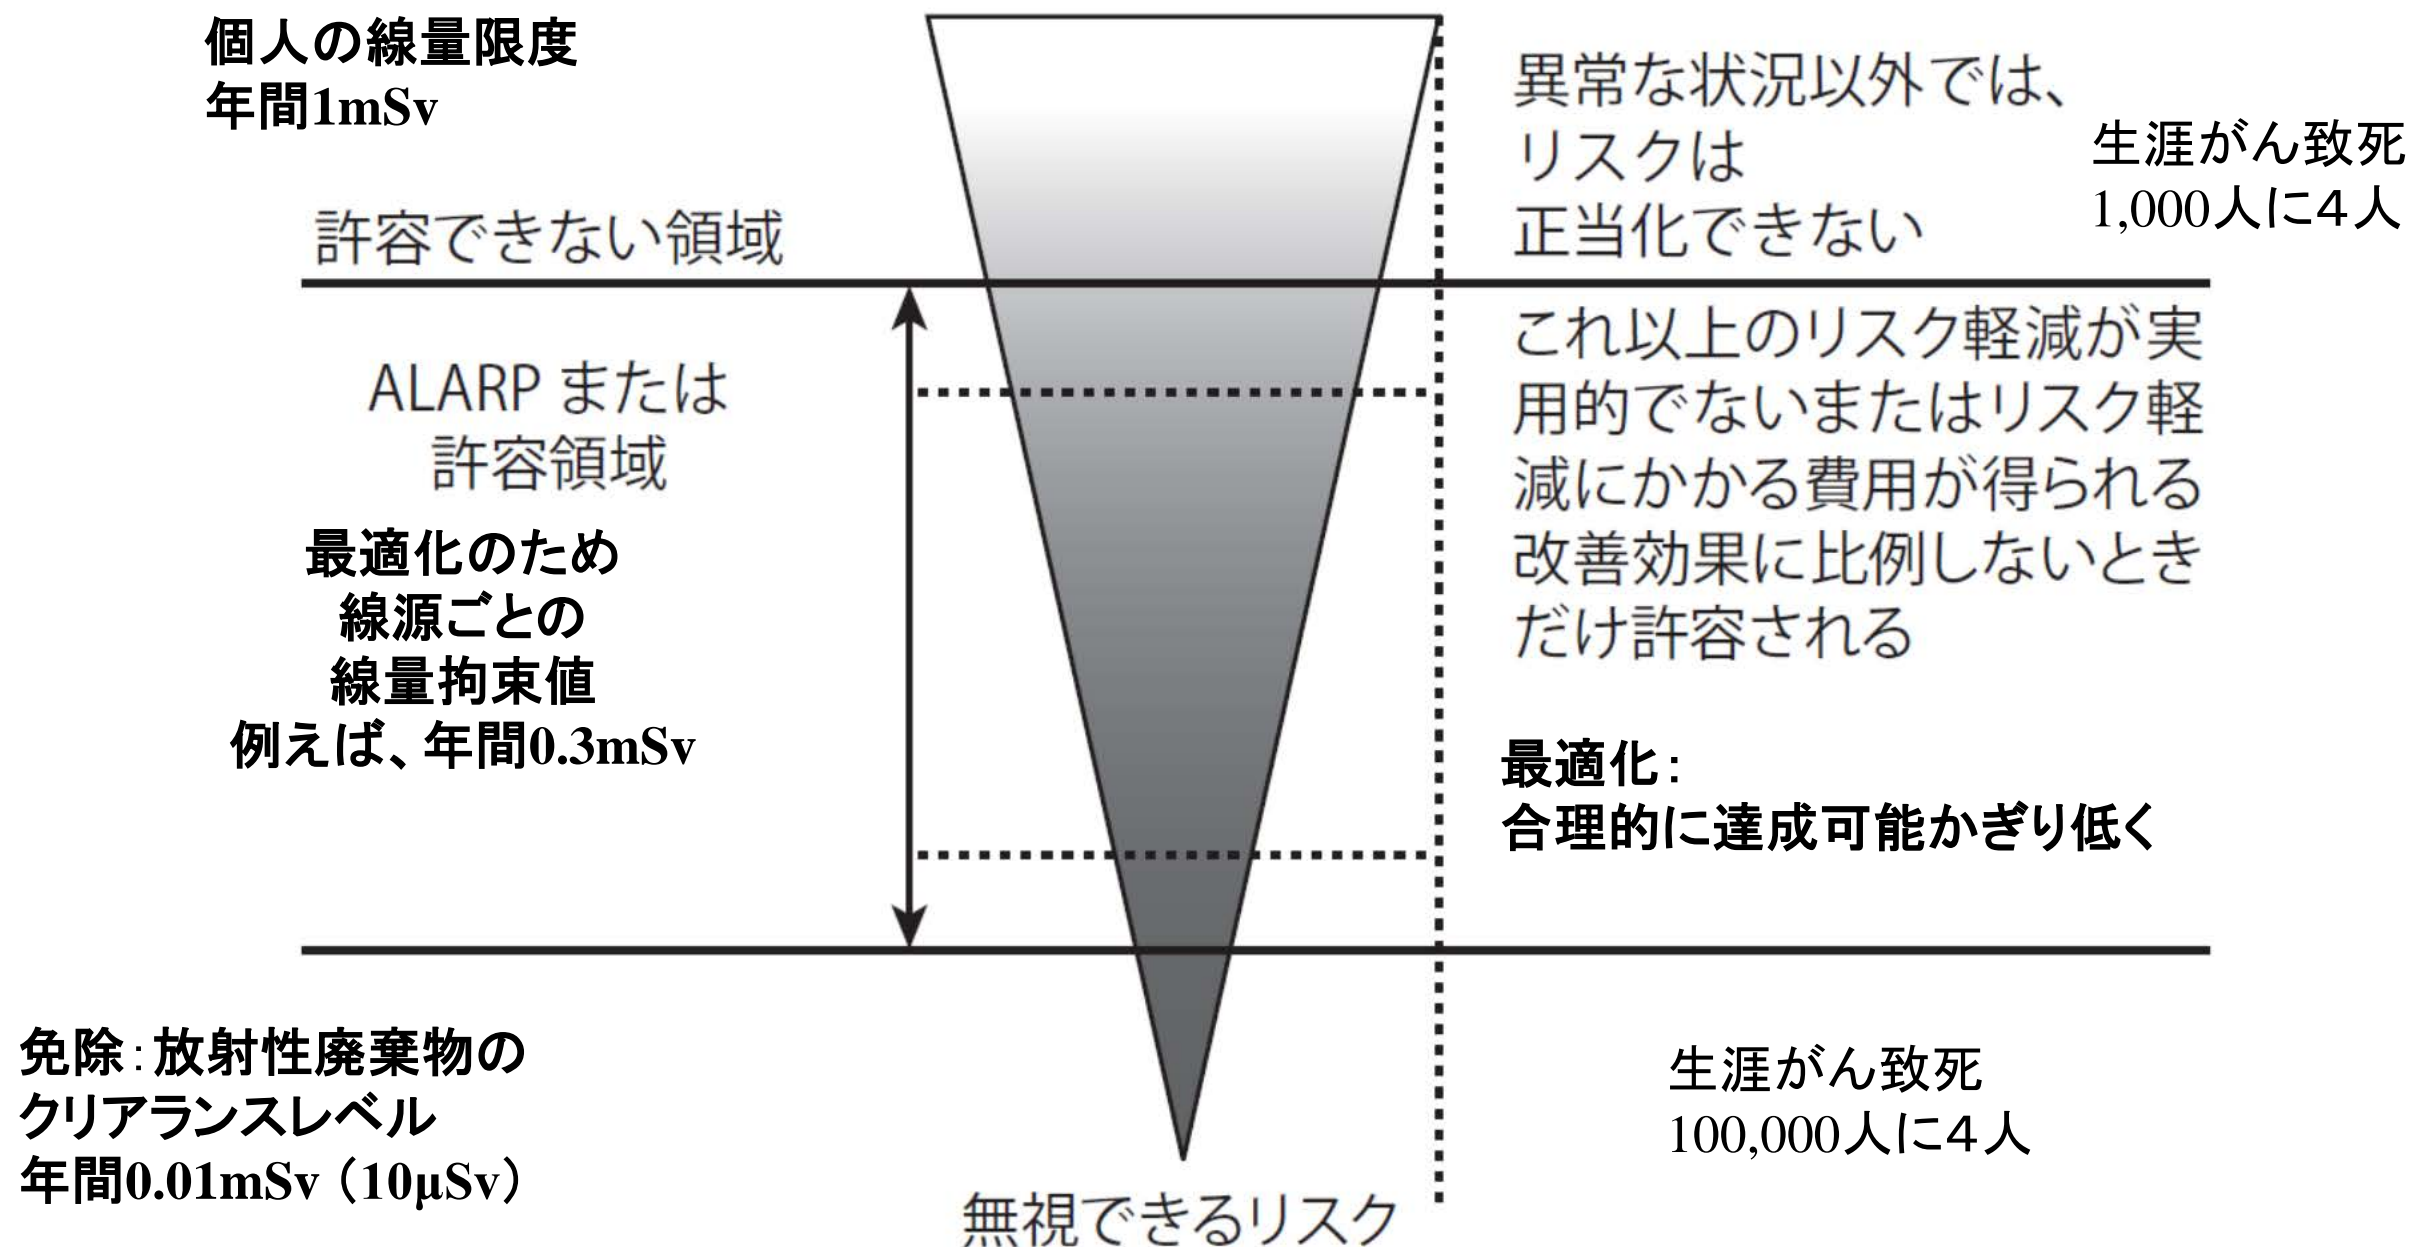 個人の線量限度
年間1mSv
許容できない領域
異常な状況以外では、
リスクは
正当化できない
生涯がん致死
1,000人に４人
ALARP または
許容領域
最適化のため
線源ごとの
線量拘束値
例えば、年間0.3mSv
これ以上のリスク軽減が実
用的でないまたはリスク軽
減にかかる費用が得られる
改善効果に比例しないとき
だけ許容される
最適化：
合理的に達成可能かぎり低く
免除：放射性廃棄物の
クリアランスレベル
年間0.01mSv（10μSv）
生涯がん致死
100,000人に４人
無視できるリスク